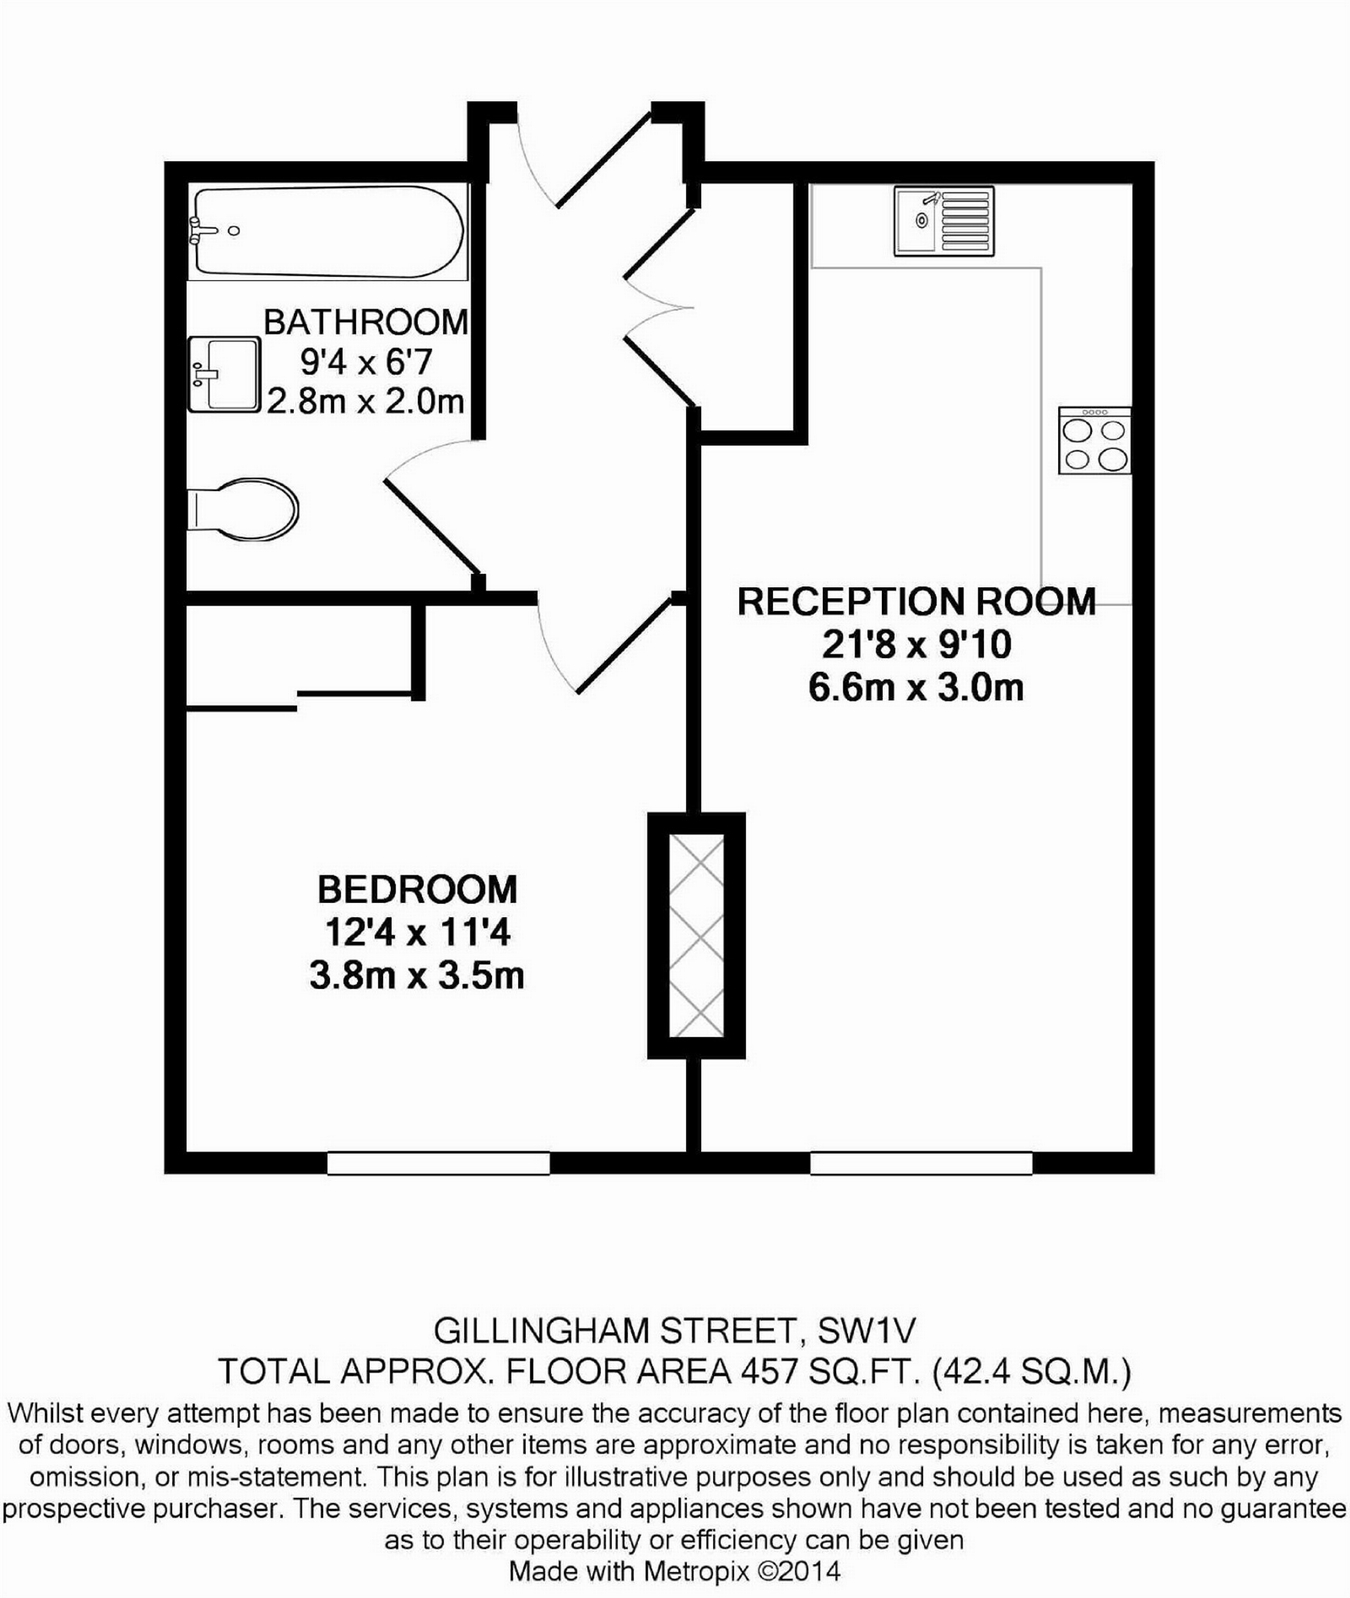 BATHROOM
9'4 x 6'7
2.8m x 2.0m
RECEPTION ROOM
21'8 x 9'10
6.6m x 3.0m
BEDROOM
12'4 x 11'4
3.8m x 3.5m
GILLINGHAM STREET, SW1V
TOTAL APPROX. FLOOR AREA 457 SQ.FT. (42.4 SQ.M.)
Whilst every attempt has been made to ensure the accuracy of the floor plan contained here, measurements
of doors, windows, rooms and any other items are approximate and no responsibility is taken for any error,
omission, or mis-statement. This plan is for illustrative purposes only and should be used as such by any
prospective purchaser. The services, systems and appliances shown have not been tested and no guarantee
as to their operability or efficiency can be given
Made with Metropix ©2014